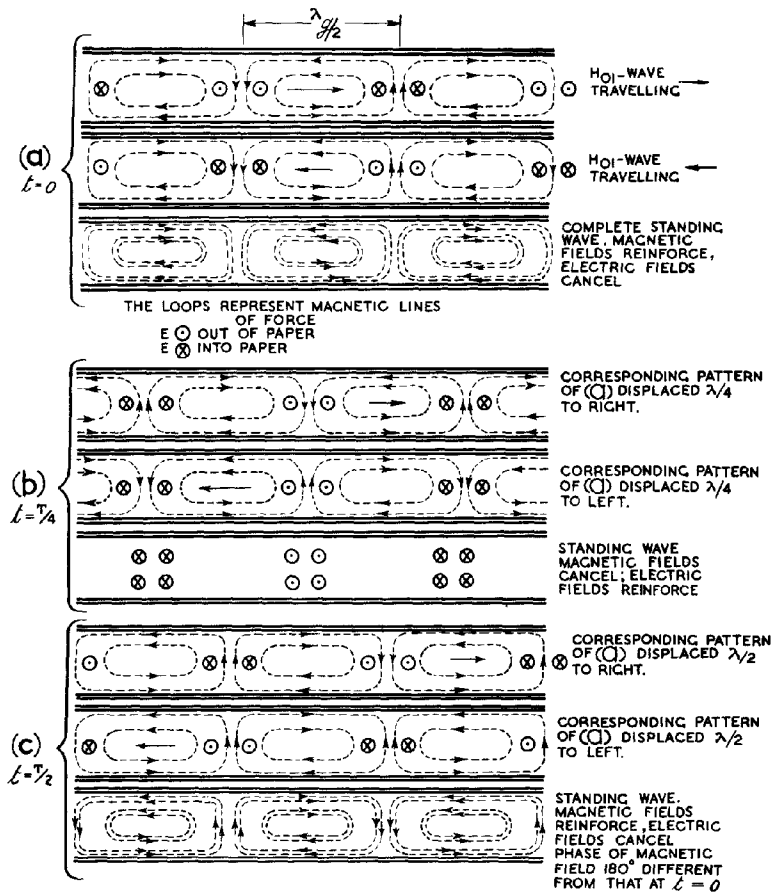 λg/2
(a)
t=0
H01-WAVE
TRAVELLING
H01-WAVE
TRAVELLING
COMPLETE STANDING
WAVE, MAGNETIC
FIELDS REINFORCE,
ELECTRIC FIELDS
CANCEL
THE LOOPS REPRESENT MAGNETIC LINES
OF FORCE
E ⊙ OUT OF PAPER
E ⊗ INTO PAPER
(b)
t=T/4
CORRESPONDING PATTERN
OF (a) DISPLACED λ/4
TO RIGHT.
CORRESPONDING PATTERN
OF (a) DISPLACED λ/4
TO LEFT.
STANDING WAVE
MAGNETIC FIELDS
CANCEL; ELECTRIC
FIELDS REINFORCE
(c)
t=T/2
CORRESPONDING PATTERN
OF (a) DISPLACED λ/2
TO RIGHT.
CORRESPONDING PATTERN
OF (a) DISPLACED λ/2
TO LEFT.
STANDING WAVE.
MAGNETIC FIELDS
REINFORCE, ELECTRIC
FIELDS CANCEL
PHASE OF MAGNETIC
FIELD 180° DIFFERENT
FROM THAT AT t = 0